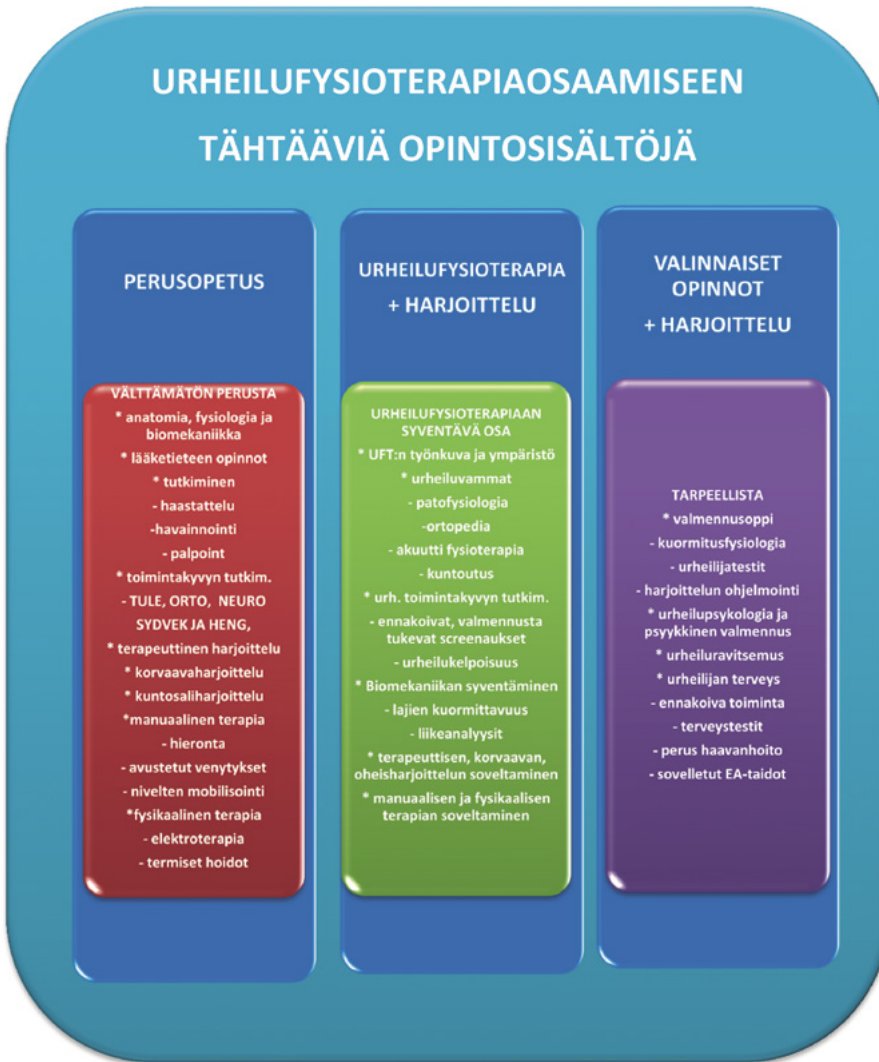 URHEILUFYSIOTERAPIAOSAAMISEEN
TÄHTÄÄVIÄ OPINTOSISÄLTÖJÄ
PERUSOPETUS
VÄLTTÄMÄTÖN PERUSTA
* anatomia, fysiologia ja
biomekaniikka
* lääketieteen opinnot
* tutkiminen
- haastattelu
-havainnointi
- palpoint
* toimintakyvyn tutkim.
- TULE, ORTO, NEURO
SYDVEK JA HENG,
* terapeuttinen harjoittelu
* korvaavaharjoittelu
* kuntosaliharjoittelu
*manuaalinen terapia
- hieronta
- avustetut venytykset
- nivelten mobilisointi
*fysikaalinen terapia
- elektroterapia
- termiset hoidot
URHEILUFYSIOTERAPIA
+ HARJOITTELU
URHEILUFYSIOTERAPIAAN
SYVENTÄVÄ OSA
* UFT:n työnkuva ja ympäristö
* urheiluvammat
- patofysiologia
-ortopedia
- akuutti fysioterapia
- kuntoutus
* urh. toimintakyvyn tutkim.
- ennakoivat, valmennusta
tukevat screenaukset
- urheilukelpoisuus
* Biomekaniikan syventäminen
- lajien kuormittavuus
- liikeanalyysit
* terapeuttisen, korvaavan,
oheisharjoittelun soveltaminen
* manuaalisen ja fysikaalisen
terapian soveltaminen
VALINNAISET
OPINNOT
+ HARJOITTELU
TARPEELLISTA
* valmennusoppi
- kuormitusfysiologia
- urheilijatestit
- harjoittelun ohjelmointi
* urheilupsykologia ja
psyykkinen valmennus
* urheiluravitsemus
* urheilijan terveys
- ennakoiva toiminta
- terveystestit
- perus haavanhoito
- sovelletut EA-taidot